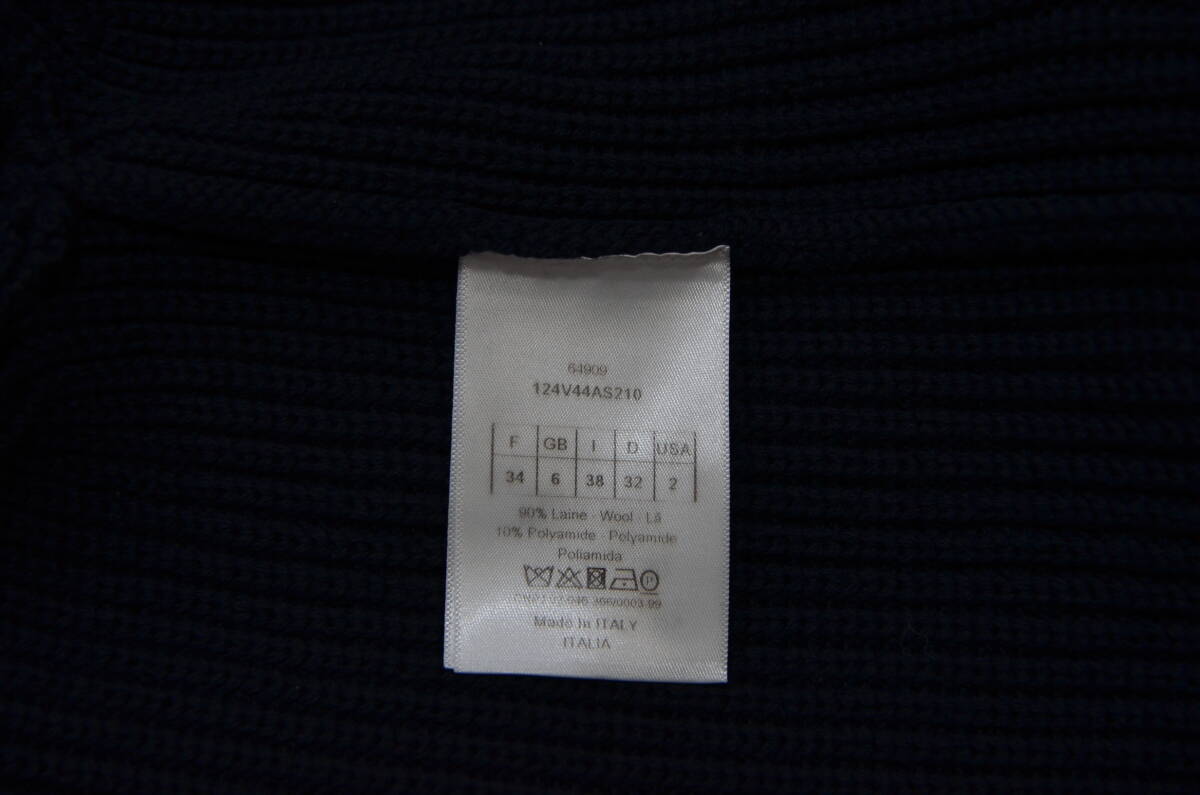 64909
124V44AS210
F GB I D USA
34 6 38 32 2
90% Laine - Wool - Lã
10% Polyamide - Polyamide
Poliamida
P
Made In ITALY
ITALIA